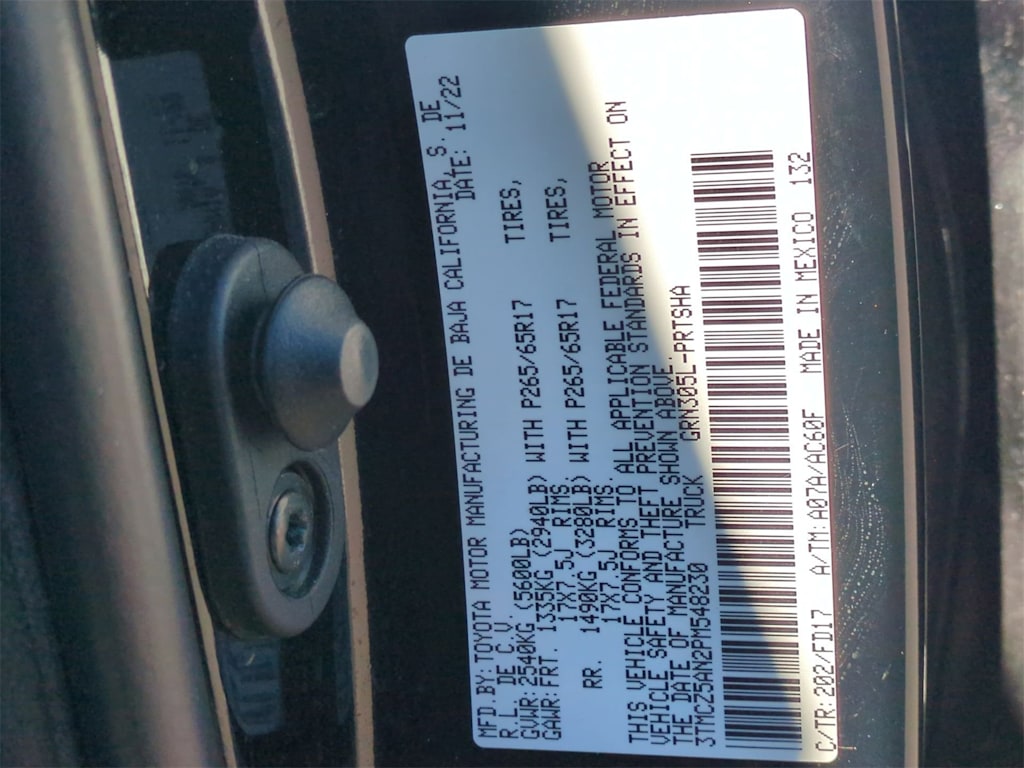 MFD.BY: TOYOTA MOTOR MANUFACTURING DE BAJA CALIFORNIA, S. DE
R.L. DE C.V. DATE: 11/22
GVWR: 2540KG (5600LB)
GAWR: FRT. 1335KG (2940LB) WITH P265/65R17 TIRES,
17X7.5J RIMS.
RR. 1490KG (3280LB) WITH P265/65R17 TIRES,
17X7.5J RIMS.
THIS VEHICLE CONFORMS TO ALL APPLICABLE FEDERAL MOTOR
VEHICLE SAFETY AND THEFT PREVENTION STANDARDS IN EFFECT ON
THE DATE OF MANUFACTURE SHOWN ABOVE.
3TMCZ5AN2PM548230 TRUCK GRN305L-PRTSHA
C/TR: 202/FD17 A/TM: A07A/AC60F MADE IN MEXICO 132